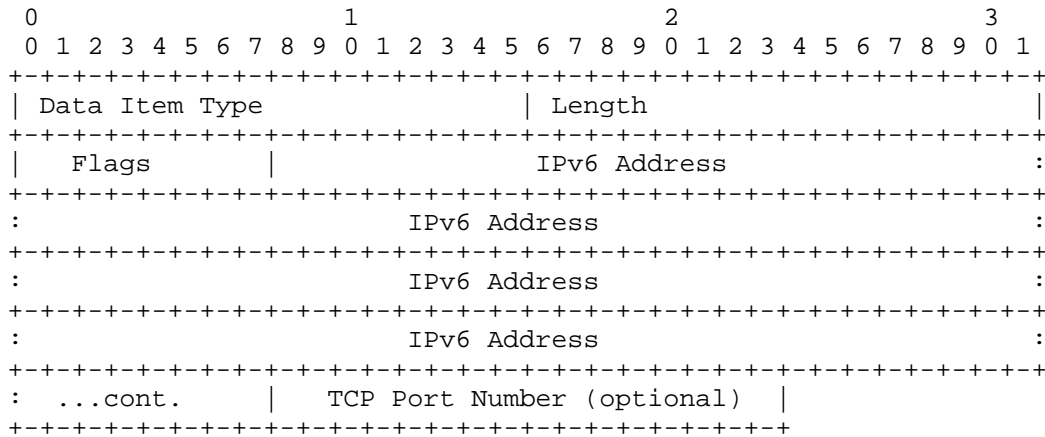 0                   1                   2                   3
 0 1 2 3 4 5 6 7 8 9 0 1 2 3 4 5 6 7 8 9 0 1 2 3 4 5 6 7 8 9 0 1
+-+-+-+-+-+-+-+-+-+-+-+-+-+-+-+-+-+-+-+-+-+-+-+-+-+-+-+-+-+-+-+-+
| Data Item Type                | Length                        |
+-+-+-+-+-+-+-+-+-+-+-+-+-+-+-+-+-+-+-+-+-+-+-+-+-+-+-+-+-+-+-+-+
|   Flags       |                IPv6 Address                   :
+-+-+-+-+-+-+-+-+-+-+-+-+-+-+-+-+-+-+-+-+-+-+-+-+-+-+-+-+-+-+-+-+
:                        IPv6 Address                           :
+-+-+-+-+-+-+-+-+-+-+-+-+-+-+-+-+-+-+-+-+-+-+-+-+-+-+-+-+-+-+-+-+
:                        IPv6 Address                           :
+-+-+-+-+-+-+-+-+-+-+-+-+-+-+-+-+-+-+-+-+-+-+-+-+-+-+-+-+-+-+-+-+
:                        IPv6 Address                           :
+-+-+-+-+-+-+-+-+-+-+-+-+-+-+-+-+-+-+-+-+-+-+-+-+-+-+-+-+-+-+-+-+
:  ...cont.     |   TCP Port Number (optional)  |
+-+-+-+-+-+-+-+-+-+-+-+-+-+-+-+-+-+-+-+-+-+-+-+-+